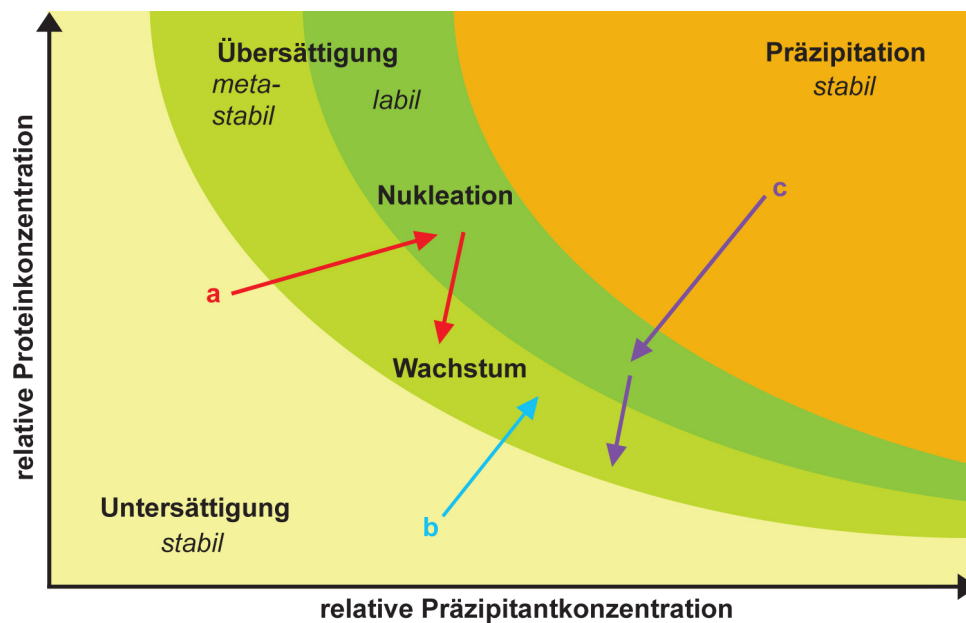 Übersättigung
meta-
stabil
labil
Präzipitation
stabil
Nukleation
c
a
Wachstum
b
Untersättigung
stabil
relative Proteinkonzentration
relative Präzipitantkonzentration